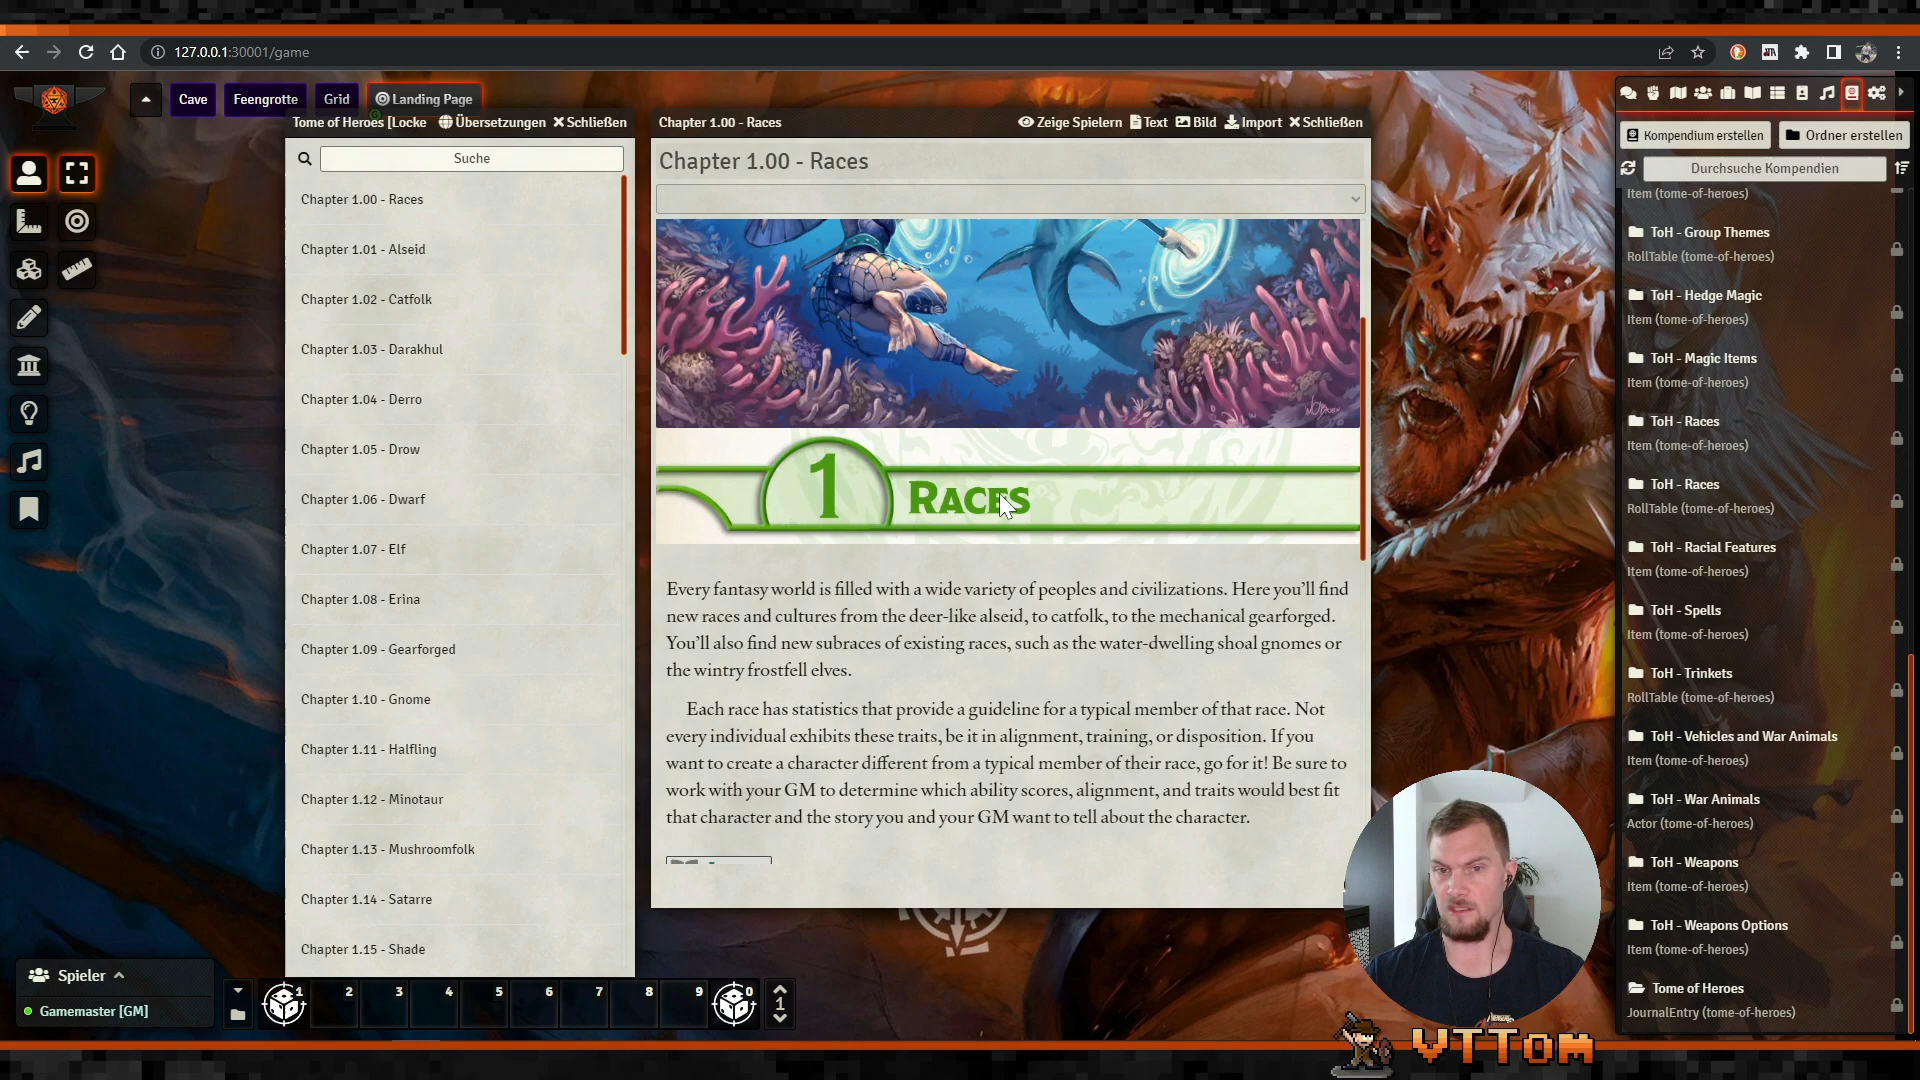 127.0.0.1:30001/game
Cave
Feengrotte
Grid
Landing Page
Tome of Heroes [Locke
Übersetzungen
Schließen
Suche
Chapter 1.00 - Races
Chapter 1.01 - Alseid
Chapter 1.02 - Catfolk
Chapter 1.03 - Darakhul
Chapter 1.04 - Derro
Chapter 1.05 - Drow
Chapter 1.06 - Dwarf
Chapter 1.07 - Elf
Chapter 1.08 - Erina
Chapter 1.09 - Gearforged
Chapter 1.10 - Gnome
Chapter 1.11 - Halfling
Chapter 1.12 - Minotaur
Chapter 1.13 - Mushroomfolk
Chapter 1.14 - Satarre
Chapter 1.15 - Shade
Chapter 1.00 - Races
Zeige Spielern
Text
Bild
Import
Schließen
Chapter 1.00 - Races
1 RACES
Every fantasy world is filled with a wide variety of peoples and civilizations. Here you'll find
new races and cultures from the deer-like alseid, to catfolk, to the mechanical gearforged.
You'll also find new subraces of existing races, such as the water-dwelling shoal gnomes or
the wintry frostfell elves.
Each race has statistics that provide a guideline for a typical member of that race. Not
every individual exhibits these traits, be it in alignment, training, or disposition. If you
want to create a character different from a typical member of their race, go for it! Be sure to
work with your GM to determine which ability scores, alignment, and traits would best fit
that character and the story you and your GM want to tell about the character.
Kompendium erstellen
Ordner erstellen
Durchsuche Kompendien
Item (tome-of-heroes)
ToH - Group Themes
RollTable (tome-of-heroes)
ToH - Hedge Magic
Item (tome-of-heroes)
ToH - Magic Items
Item (tome-of-heroes)
ToH - Races
Item (tome-of-heroes)
ToH - Races
RollTable (tome-of-heroes)
ToH - Racial Features
Item (tome-of-heroes)
ToH - Spells
Item (tome-of-heroes)
ToH - Trinkets
RollTable (tome-of-heroes)
ToH - Vehicles and War Animals
Item (tome-of-heroes)
ToH - War Animals
Actor (tome-of-heroes)
ToH - Weapons
Item (tome-of-heroes)
ToH - Weapons Options
Item (tome-of-heroes)
Tome of Heroes
JournalEntry (tome-of-heroes)
Spieler
Gamemaster [GM]
1 2 3 4 5 6 7 8 9 0
1
VTTom